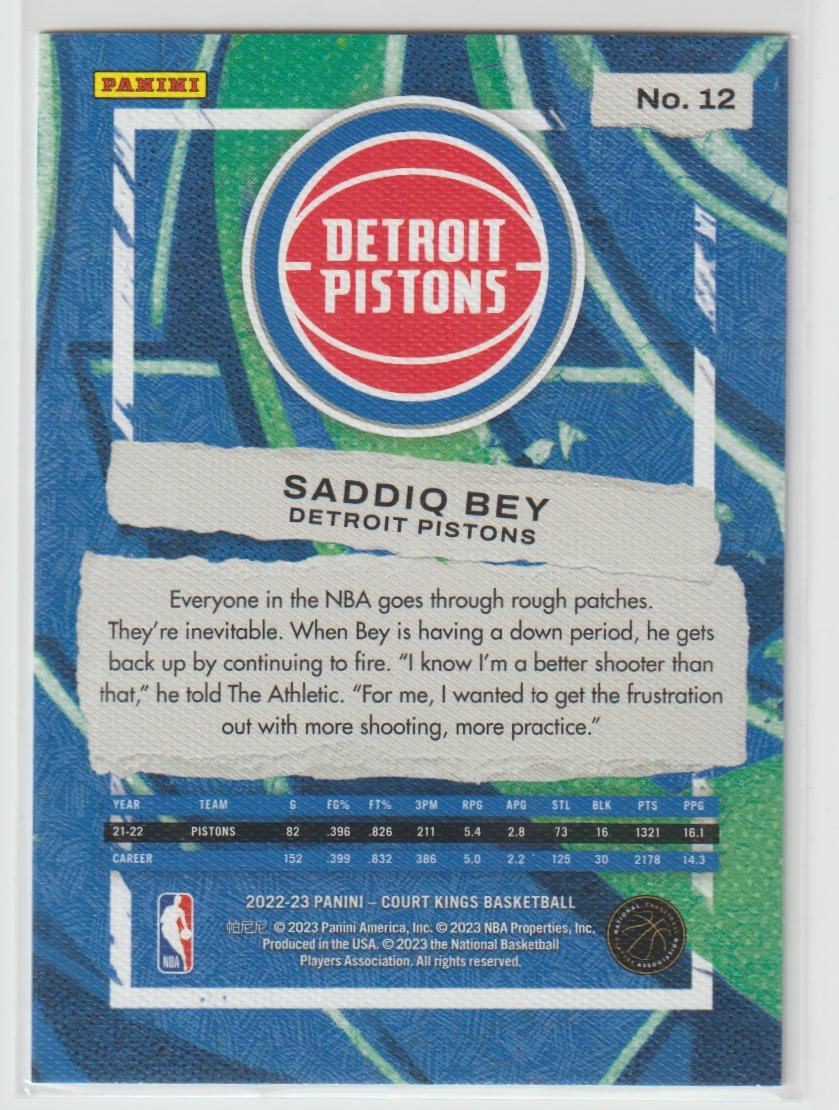 PANINI
No. 12
DETROIT
PISTONS
SADDIQ BEY
DETROIT PISTONS
Everyone in the NBA goes through rough patches.
They're inevitable. When Bey is having a down period, he gets
back up by continuing to fire. "I know I'm a better shooter than
that," he told The Athletic. "For me, I wanted to get the frustration
out with more shooting, more practice."
YEAR TEAM G FG% FT% 3PM RPG APG STL BLK PTS PPG
21-22 PISTONS 82 .396 .826 211 5.4 2.8 73 16 1321 16.1
CAREER 152 .399 .832 386 5.0 2.2 125 30 2178 14.3
2022-23 PANINI – COURT KINGS BASKETBALL
帕尼尼 © 2023 Panini America, Inc. © 2023 NBA Properties, Inc.
Produced in the USA. © 2023 the National Basketball
Players Association. All rights reserved.
NBA
NATIONAL BASKETBALL
PLAYERS ASSOCIATION